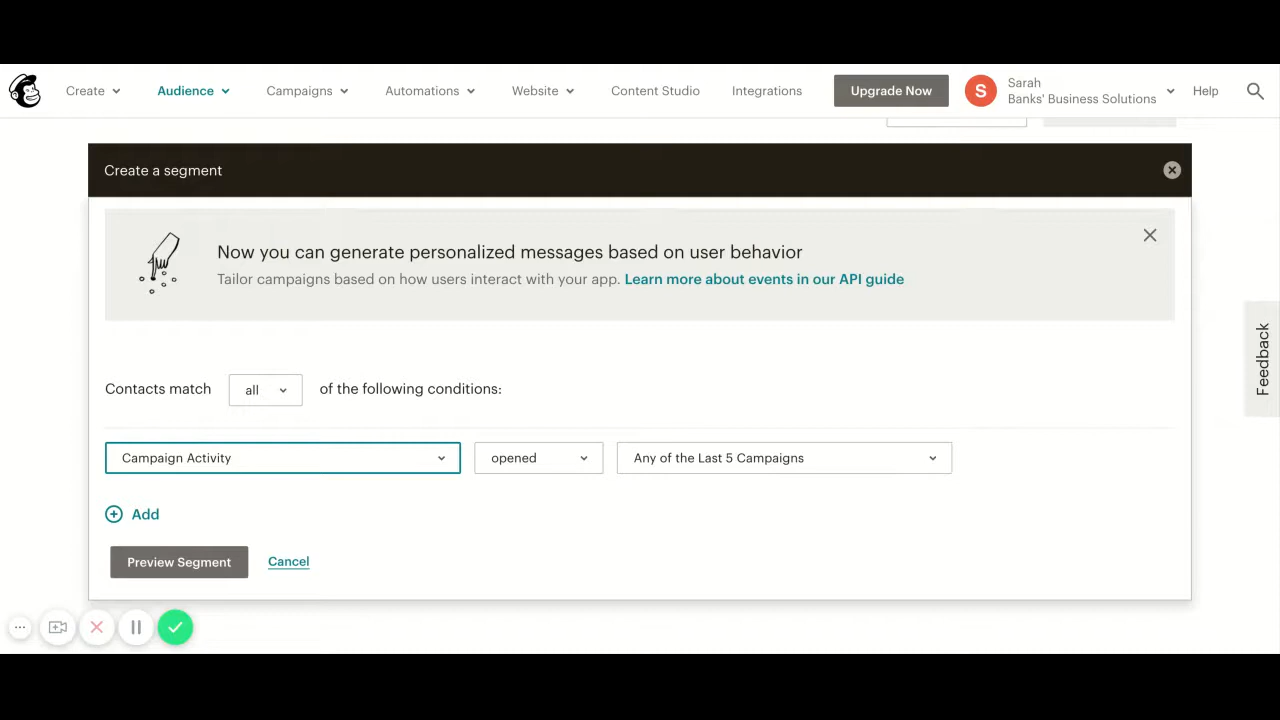 Create Audience Campaigns Automations Website Content Studio Integrations Upgrade Now S Sarah Help
Banks' Business Solutions
Create a segment
Now you can generate personalized messages based on user behavior
Tailor campaigns based on how users interact with your app. Learn more about events in our API guide
Feedback
Contacts match all of the following conditions:
Campaign Activity opened Any of the Last 5 Campaigns
Add
Preview Segment Cancel